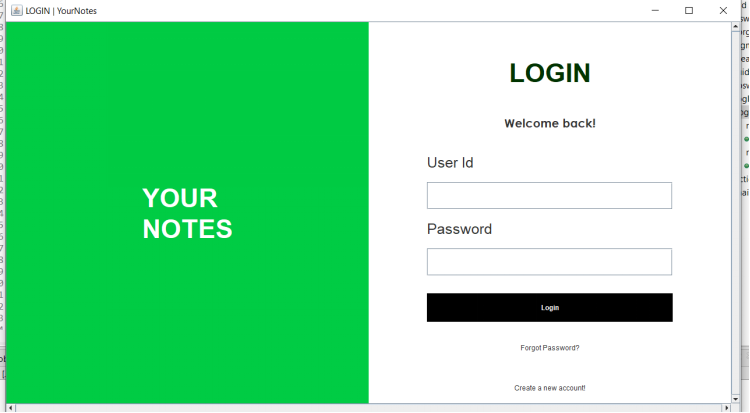 LOGIN | YourNotes
YOUR
NOTES
LOGIN
Welcome back!
User Id
Password
Login
Forgot Password?
Create a new account!